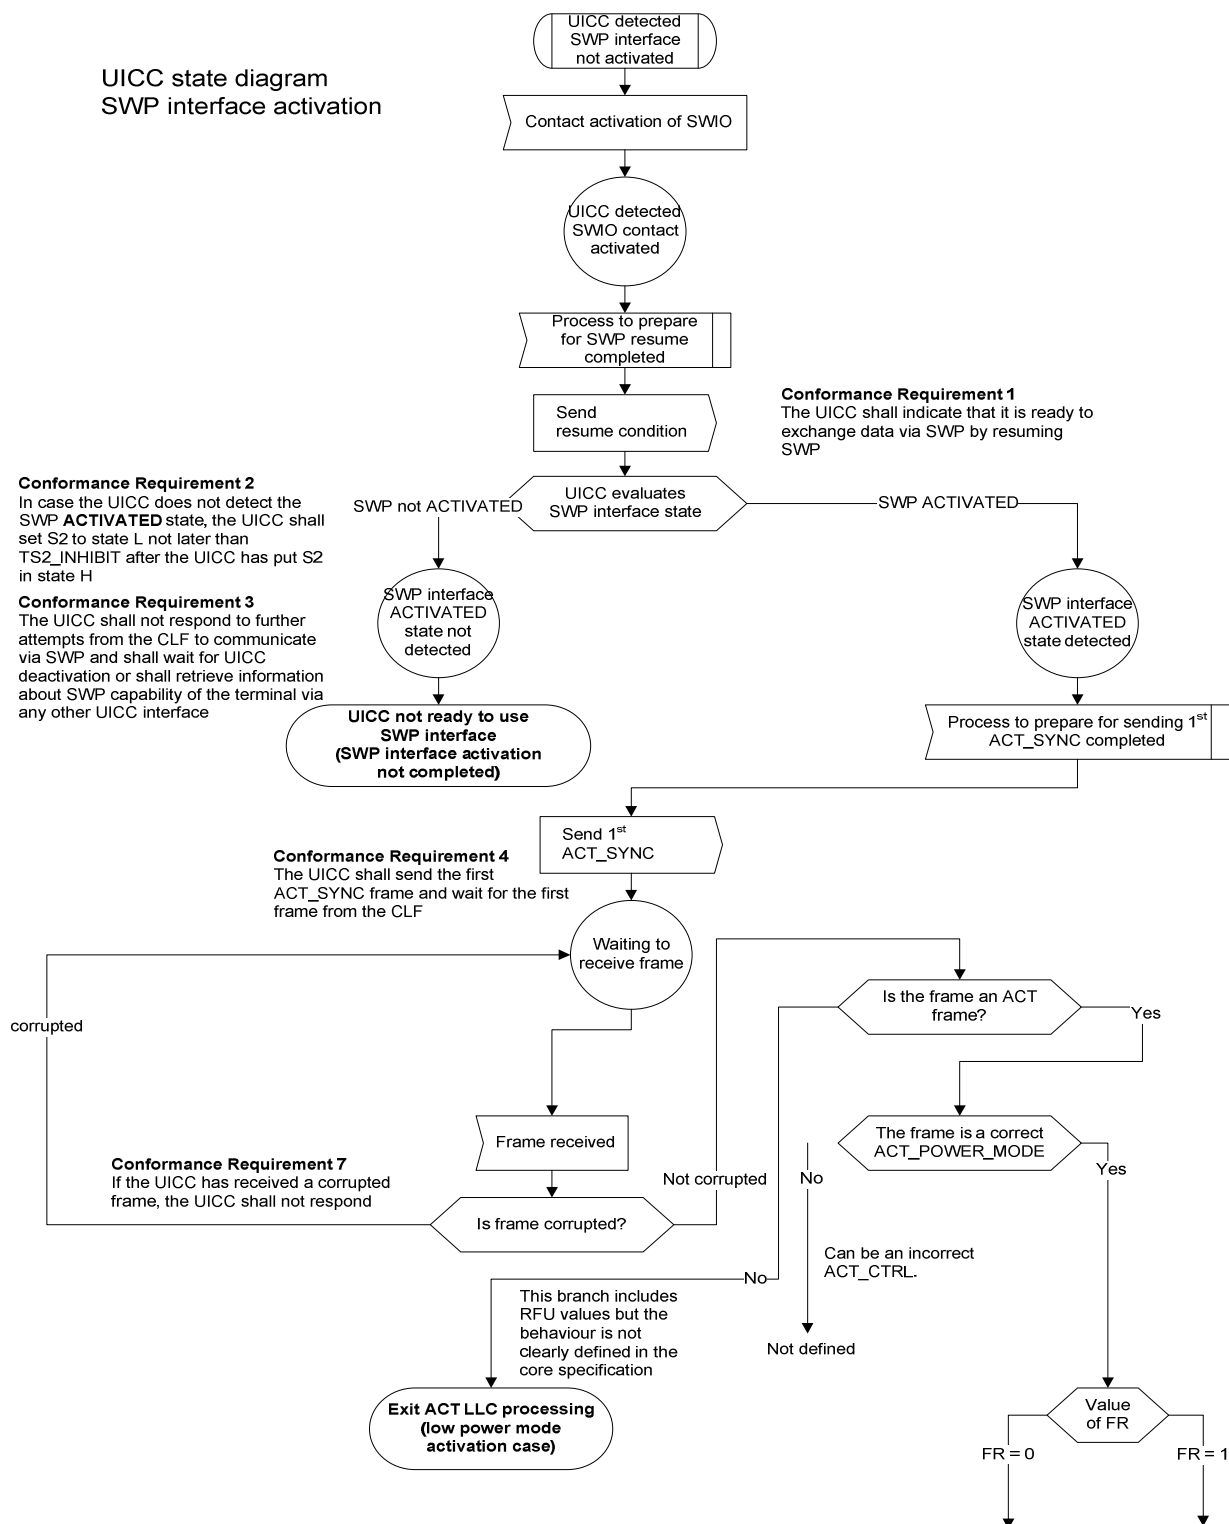 UICC detected
SWP interface
not activated
UICC state diagram
SWP interface activation
Contact activation of SWIO
UICC detected
SWIO contact
activated
Process to prepare
for SWP resume
completed
Send
resume condition
Conformance Requirement 1
The UICC shall indicate that it is ready to
exchange data via SWP by resuming
SWP
Conformance Requirement 2
In case the UICC does not detect the
SWP ACTIVATED state, the UICC shall
set S2 to state L not later than
TS2_INHIBIT after the UICC has put S2
in state H
SWP not ACTIVATED
UICC evaluates
SWP interface state
SWP ACTIVATED
Conformance Requirement 3
The UICC shall not respond to further
attempts from the CLF to communicate
via SWP and shall wait for UICC
deactivation or shall retrieve information
about SWP capability of the terminal via
any other UICC interface
SWP interface
ACTIVATED
state not
detected
SWP interface
ACTIVATED
state detected
UICC not ready to use
SWP interface
(SWP interface activation
not completed)
Process to prepare for sending 1st
ACT_SYNC completed
Send 1st
ACT_SYNC
Conformance Requirement 4
The UICC shall send the first
ACT_SYNC frame and wait for the first
frame from the CLF
Waiting to
receive frame
Is the frame an ACT
frame?
corrupted
Yes
Frame received
The frame is a correct
ACT_POWER_MODE
Conformance Requirement 7
If the UICC has received a corrupted
frame, the UICC shall not respond
Not corrupted
No
Yes
Is frame corrupted?
Can be an incorrect
ACT_CTRL.
No
This branch includes
RFU values but the
behaviour is not
clearly defined in the
core specification
Not defined
Exit ACT LLC processing
(low power mode
activation case)
Value
of FR
FR = 0
FR = 1